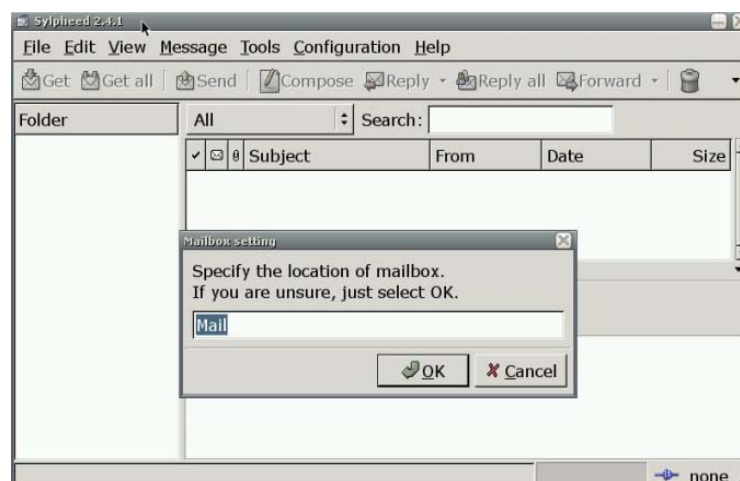 Sylpheed 2.4.1
File Edit View Message Tools Configuration Help
Get Get all Send Compose Reply Reply all Forward
Folder
All Search:
Subject From Date Size
Mailbox setting
Specify the location of mailbox.
If you are unsure, just select OK.
Mail
OK Cancel
none